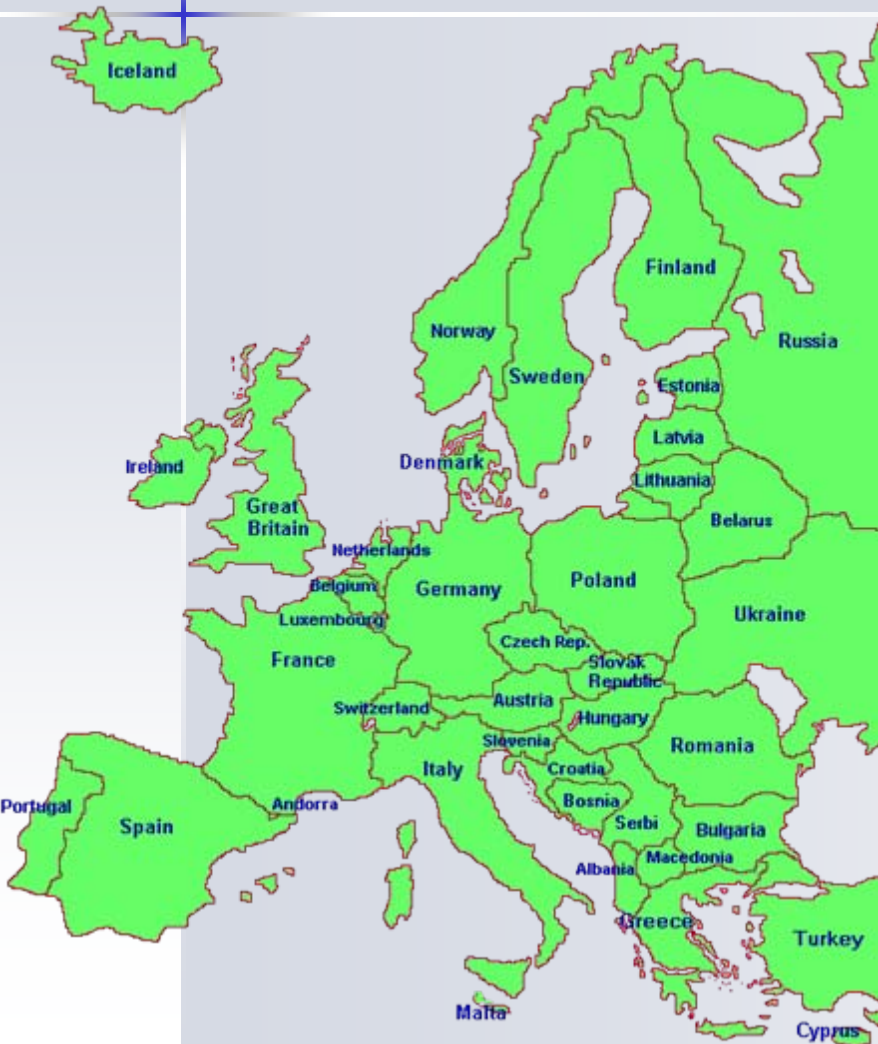 Iceland
Finland
Norway
Russia
Sweden
Estonia
Latvia
Denmark
Ireland
Lithuania
Great
Britain
Belarus
Netherlands
Belgium
Germany
Poland
Luxembourg
Ukraine
Czech Rep.
France
Slovak
Republic
Switzerland
Austria
Hungary
Slovenia
Romania
Italy
Croatia
Andorra
Bosnia
Portugal
Spain
Serbi
Bulgaria
Macedonia
Albania
Greece
Turkey
Malta
Cyprus